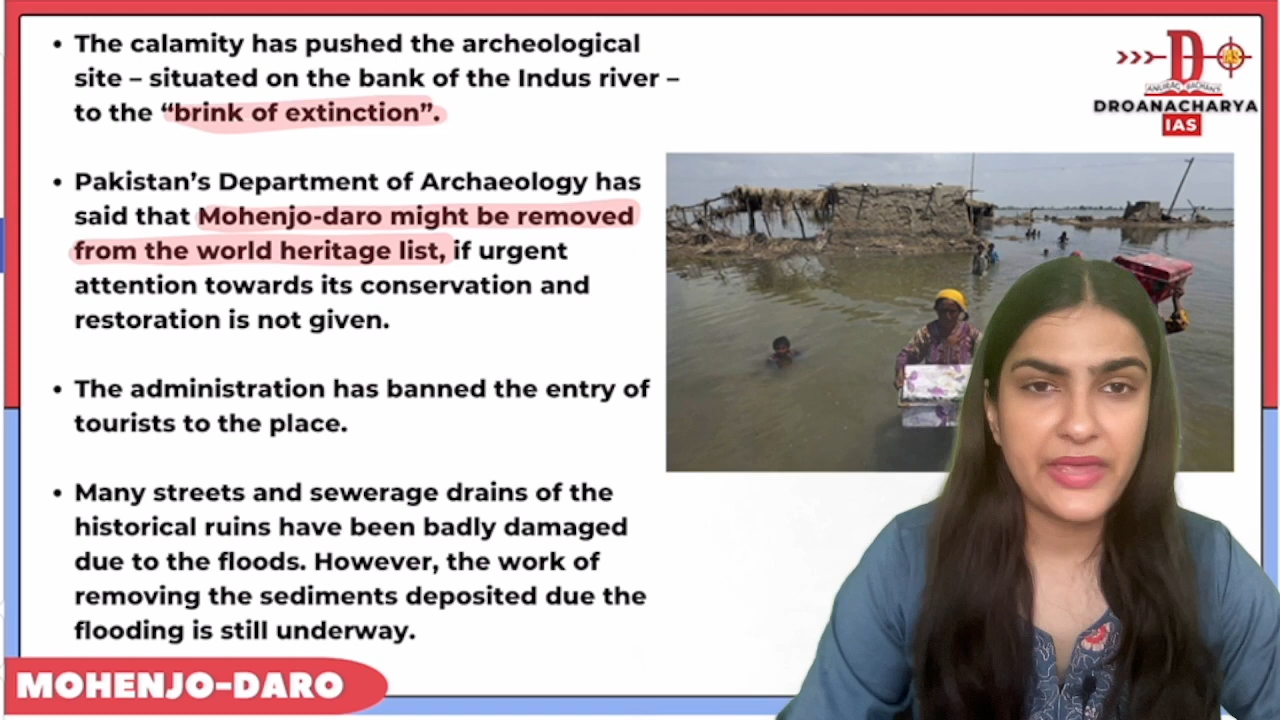 • The calamity has pushed the archeological
site – situated on the bank of the Indus river –
to the “brink of extinction”.
• Pakistan’s Department of Archaeology has
said that Mohenjo-daro might be removed
from the world heritage list, if urgent
attention towards its conservation and
restoration is not given.
• The administration has banned the entry of
tourists to the place.
• Many streets and sewerage drains of the
historical ruins have been badly damaged
due to the floods. However, the work of
removing the sediments deposited due the
flooding is still underway.
MOHENJO-DARO
D
IAS
ANURAG BACHAN'S
DROANACHARYA
IAS